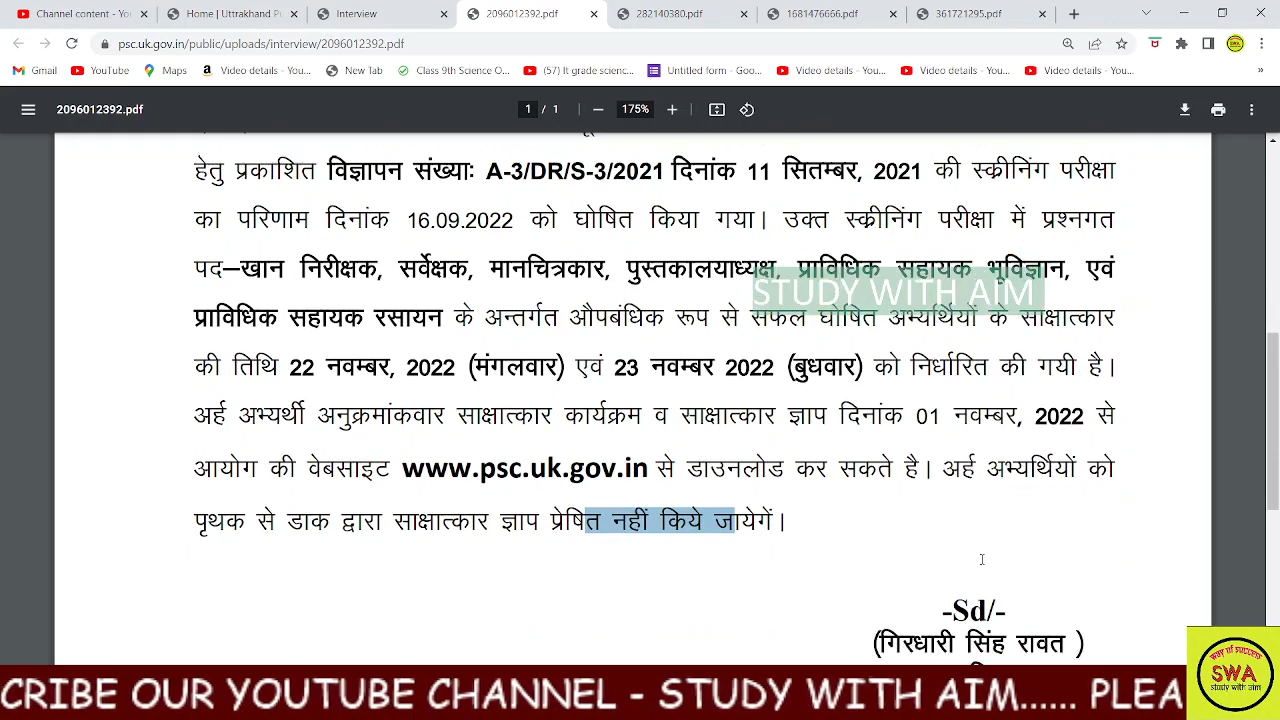 Channel content - You
Home | Uttrakhand Pu
Interview
2096012392.pdf
282140380.pdf
1681476666.pdf
361721295.pdf
psc.uk.gov.in/public/uploads/interview/2096012392.pdf
Gmail
YouTube
Maps
Video details - You...
New Tab
Class 9th Science O...
(57) lt grade scienc...
Untitled form - Goo...
Video details - You...
Video details - You...
Video details - You...
2096012392.pdf
1 / 1
175%
हेतु प्रकाशित विज्ञापन संख्याः A-3/DR/S-3/2021 दिनांक 11 सितम्बर, 2021 की स्क्रीनिंग परीक्षा
का परिणाम दिनांक 16.09.2022 को घोषित किया गया। उक्त स्क्रीनिंग परीक्षा में प्रश्नगत
पद–खान निरीक्षक, सर्वेक्षक, मानचित्रकार, पुस्तकालयाध्यक्ष, प्राविधिक सहायक भूविज्ञान, एवं
STUDY WITH AIM
प्राविधिक सहायक रसायन के अन्तर्गत औपबंधिक रूप से सफल घोषित अभ्यर्थियों के साक्षात्कार
की तिथि 22 नवम्बर, 2022 (मंगलवार) एवं 23 नवम्बर 2022 (बुधवार) को निर्धारित की गयी है।
अर्ह अभ्यर्थी अनुक्रमांकवार साक्षात्कार कार्यक्रम व साक्षात्कार ज्ञाप दिनांक 01 नवम्बर, 2022 से
आयोग की वेबसाइट www.psc.uk.gov.in से डाउनलोड कर सकते है। अर्ह अभ्यर्थियों को
पृथक से डाक द्वारा साक्षात्कार ज्ञाप प्रेषित नहीं किये जायेगें।
-Sd/-
(गिरधारी सिंह रावत )
way of success
SWA
study with aim
CRIBE OUR YOUTUBE CHANNEL - STUDY WITH AIM...... PLEA